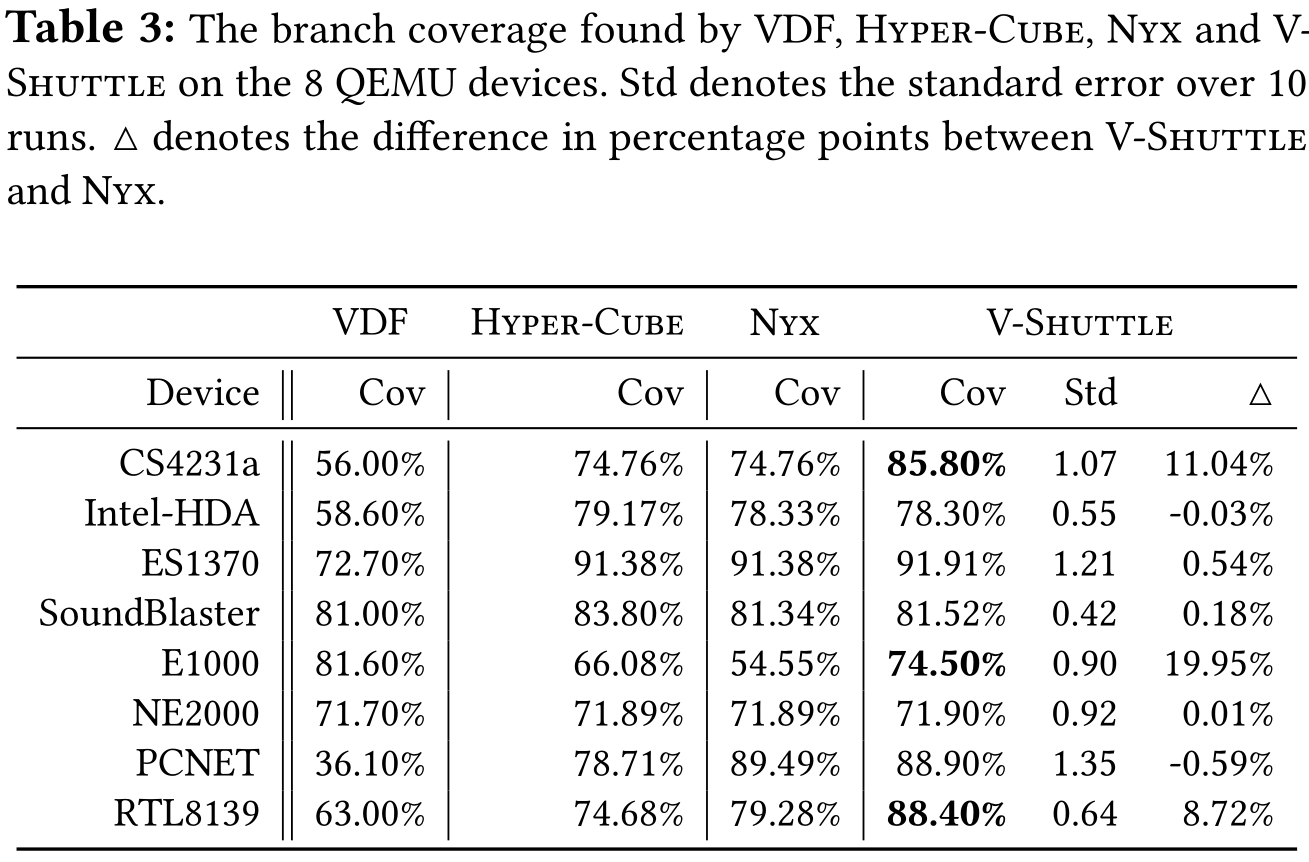 Table 3: The branch coverage found by VDF, Hyper-Cube, Nyx and V-
Shuttle on the 8 QEMU devices. Std denotes the standard error over 10
runs. △ denotes the difference in percentage points between V-Shuttle
and Nyx.
VDF Hyper-Cube Nyx V-Shuttle
Device Cov Cov Cov Cov Std △
CS4231a 56.00% 74.76% 74.76% 85.80% 1.07 11.04%
Intel-HDA 58.60% 79.17% 78.33% 78.30% 0.55 -0.03%
ES1370 72.70% 91.38% 91.38% 91.91% 1.21 0.54%
SoundBlaster 81.00% 83.80% 81.34% 81.52% 0.42 0.18%
E1000 81.60% 66.08% 54.55% 74.50% 0.90 19.95%
NE2000 71.70% 71.89% 71.89% 71.90% 0.92 0.01%
PCNET 36.10% 78.71% 89.49% 88.90% 1.35 -0.59%
RTL8139 63.00% 74.68% 79.28% 88.40% 0.64 8.72%